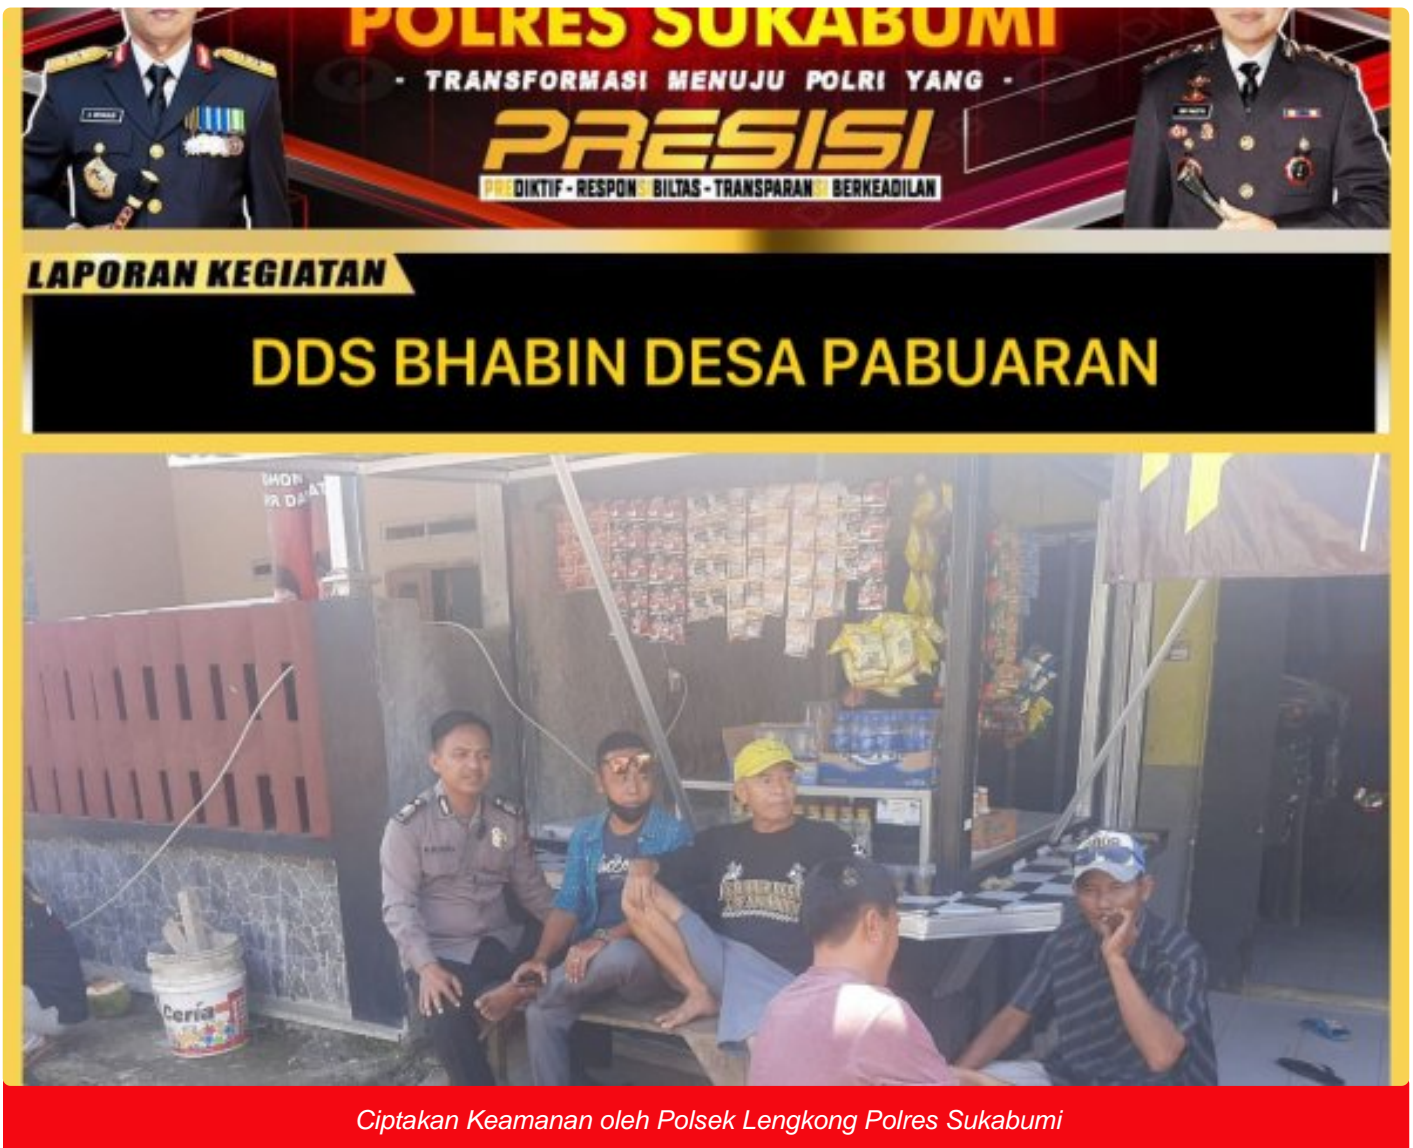 POLRES SUKABUMI
- TRANSFORMASI MENUJU POLRI YANG -
PRESISI
PREDIKTIF - RESPONSIBILTAS - TRANSPARANSI BERKEADILAN
LAPORAN KEGIATAN
DDS BHABIN DESA PABUARAN
Ceria
Ciptakan Keamanan oleh Polsek Lengkong Polres Sukabumi